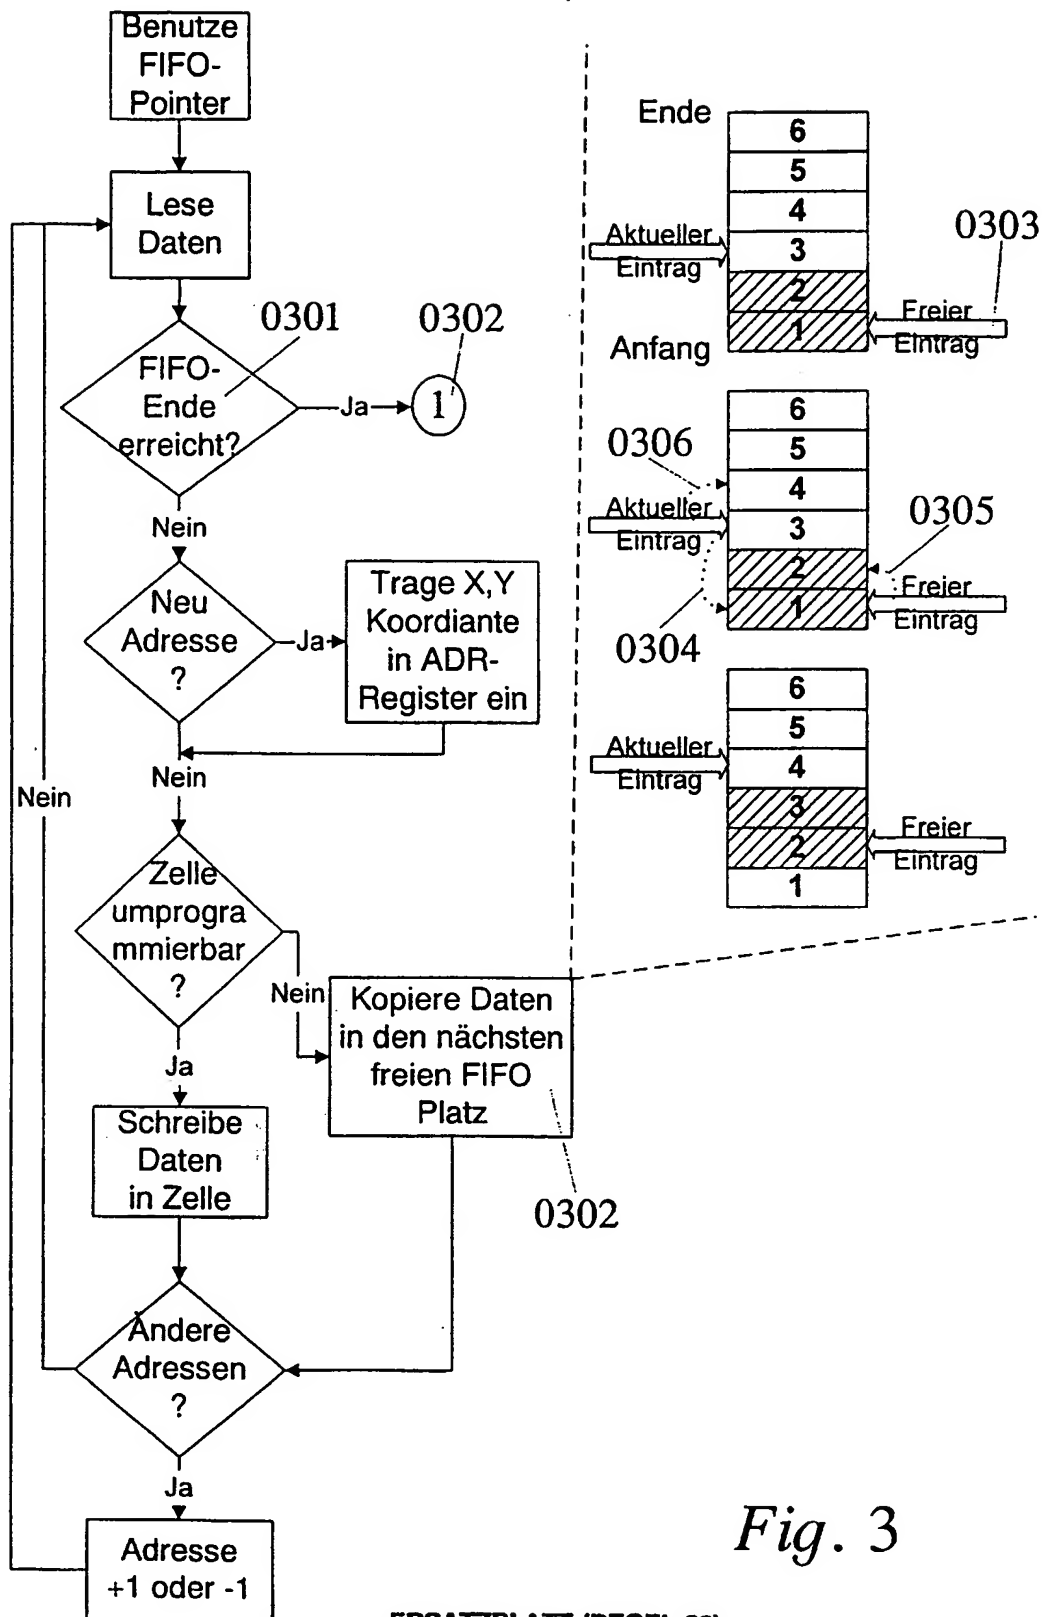 Benutze
FIFO-
Pointer
Lese
Daten
0301
0302
FIFO-
Ende
erreicht?
Ja
1
Nein
Neu
Adresse
?
Ja
Trage X,Y
Koordiante
in ADR-
Register ein
Nein
Nein
Zelle
umprogra
mmierbar
?
Nein
Kopiere Daten
in den nächsten
freien FIFO
Platz
0302
Ja
Schreibe
Daten
in Zelle
Ändere
Adressen
?
Ja
Adresse
+1 oder -1
Ende
6
5
4
3
2
1
Aktueller
Eintrag
0303
Freier
Eintrag
Anfang
6
5
4
3
2
1
0306
Aktueller
Eintrag
0304
0305
Freier
Eintrag
6
5
4
3
2
1
Aktueller
Eintrag
Freier
Eintrag
Fig. 3